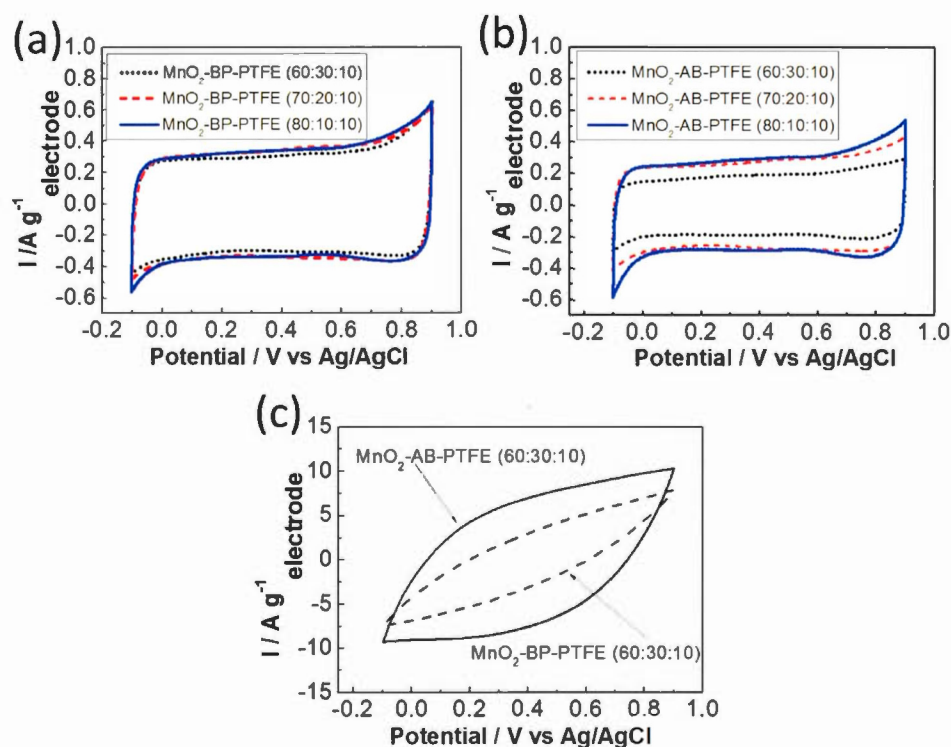 (a)
MnO2-BP-PTFE (60:30:10)
MnO2-BP-PTFE (70:20:10)
MnO2-BP-PTFE (80:10:10)
1.0
0.8
0.6
0.4
0.2
0.0
-0.2
-0.4
-0.6
I /A g-1 electrode
-0.2 0.0 0.2 0.4 0.6 0.8 1.0
Potential / V vs Ag/AgCl
(b)
MnO2-AB-PTFE (60:30:10)
MnO2-AB-PTFE (70:20:10)
MnO2-AB-PTFE (80:10:10)
1.0
0.8
0.6
0.4
0.2
0.0
-0.2
-0.4
-0.6
I / A g-1 electrode
-0.2 0.0 0.2 0.4 0.6 0.8 1.0
Potential / V vs Ag/AgCl
(c)
MnO2-AB-PTFE (60:30:10)
MnO2-BP-PTFE (60:30:10)
15
10
5
0
-5
-10
-15
I / A g-1 electrode
-0.2 0.0 0.2 0.4 0.6 0.8 1.0
Potential / V vs Ag/AgCl